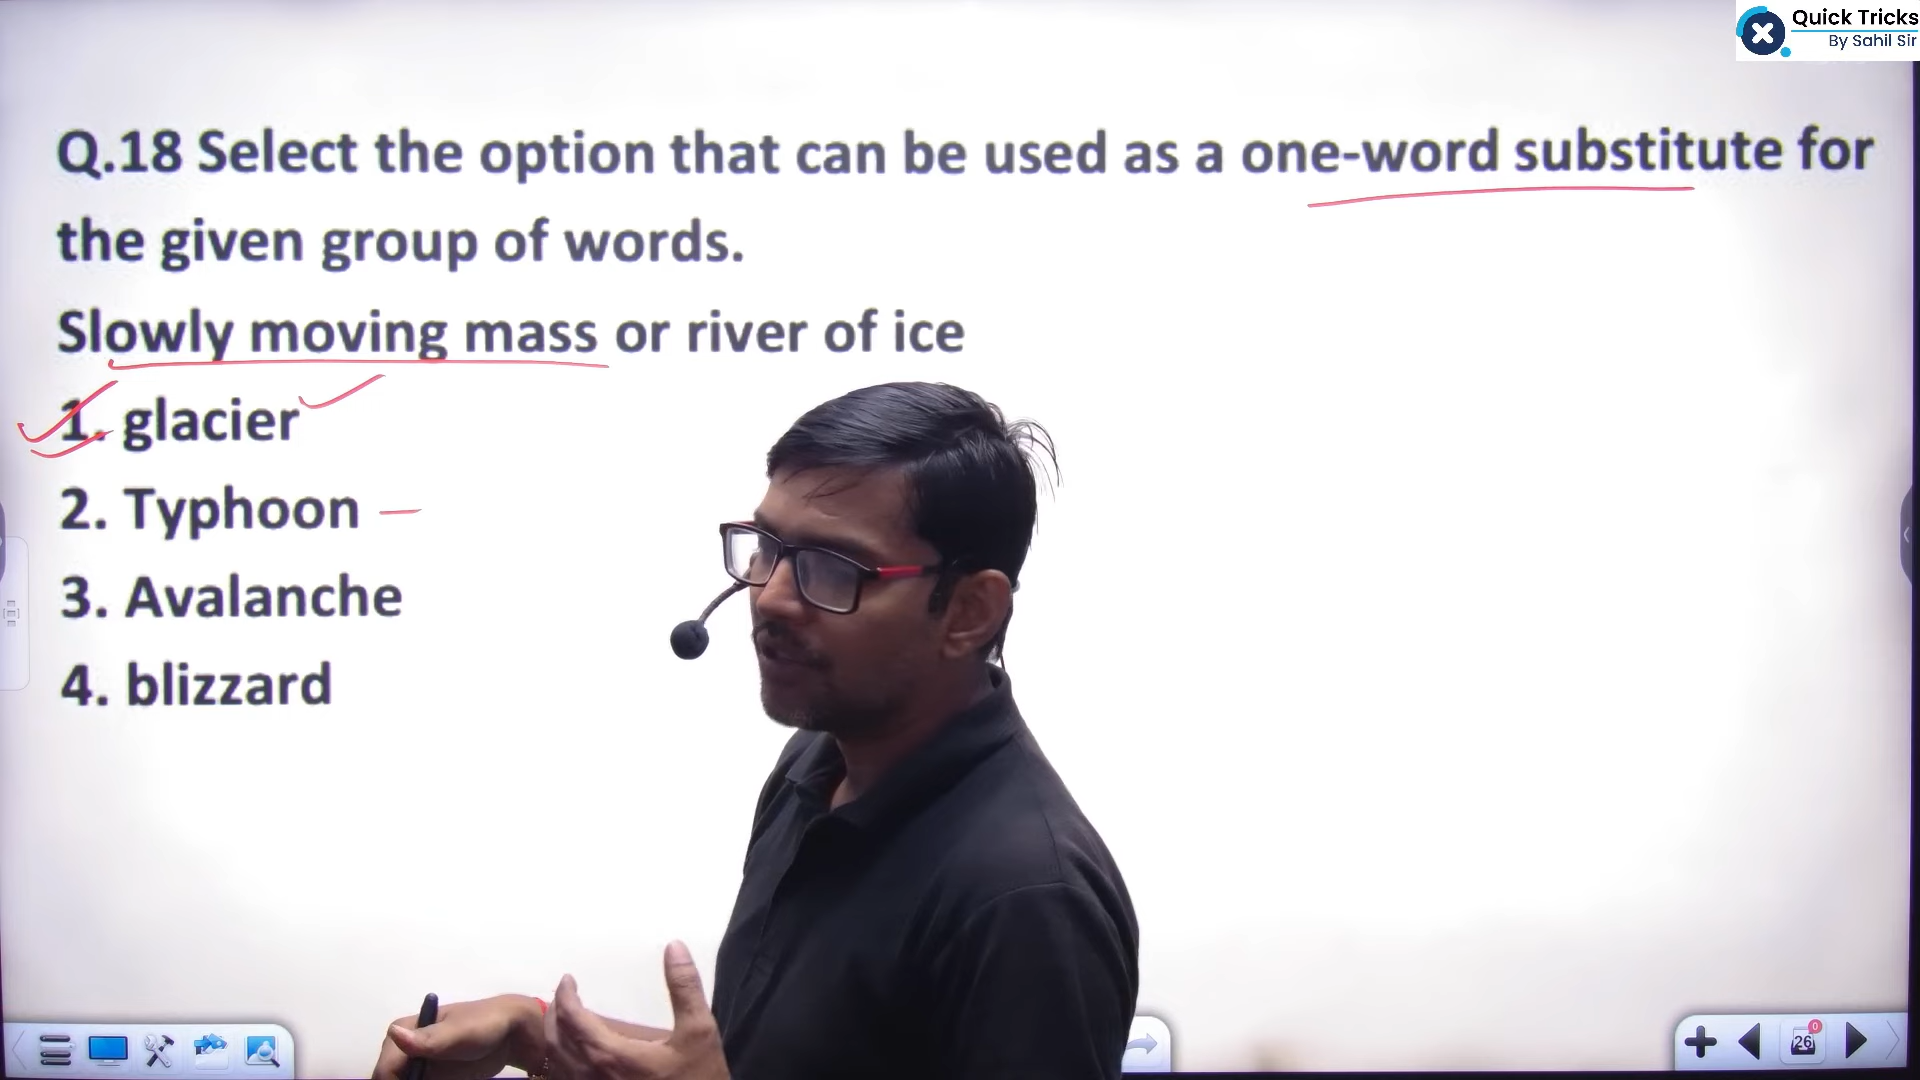 Quick Tricks
By Sahil Sir
Q.18 Select the option that can be used as a one-word substitute for
the given group of words.
Slowly moving mass or river of ice
1. glacier
2. Typhoon
3. Avalanche
4. blizzard
0
26